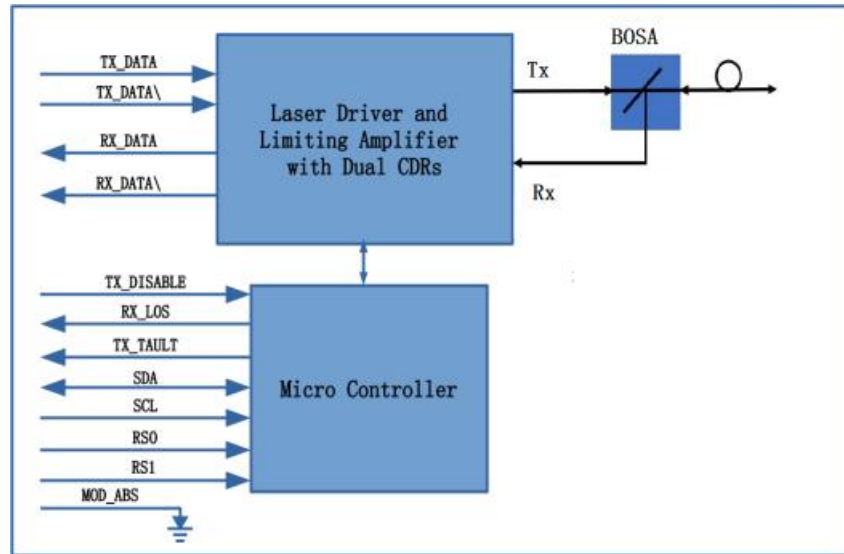 BOSA
TX_DATA
TX_DATA\
RX_DATA
RX_DATA\
Laser Driver and
Limiting Amplifier
with Dual CDRs
Tx
Rx
TX_DISABLE
RX_LOS
TX_TAULT
SDA
SCL
RS0
RS1
MOD_ABS
Micro Controller